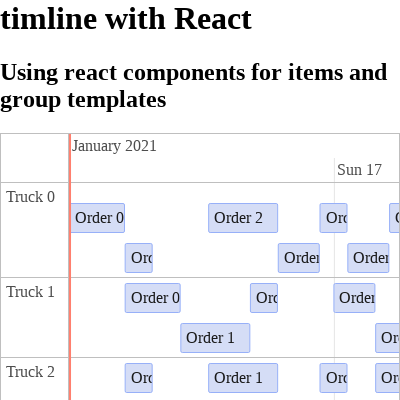 timline with React
Using react components for items and
group templates
January 2021
Sun 17
Truck 0
Order 0
Order 2
Orc
Orc
Order
Order
Truck 1
Order 0
Orc
Order
Order 1
Or
Truck 2
Orc
Order 1
Orc
Or